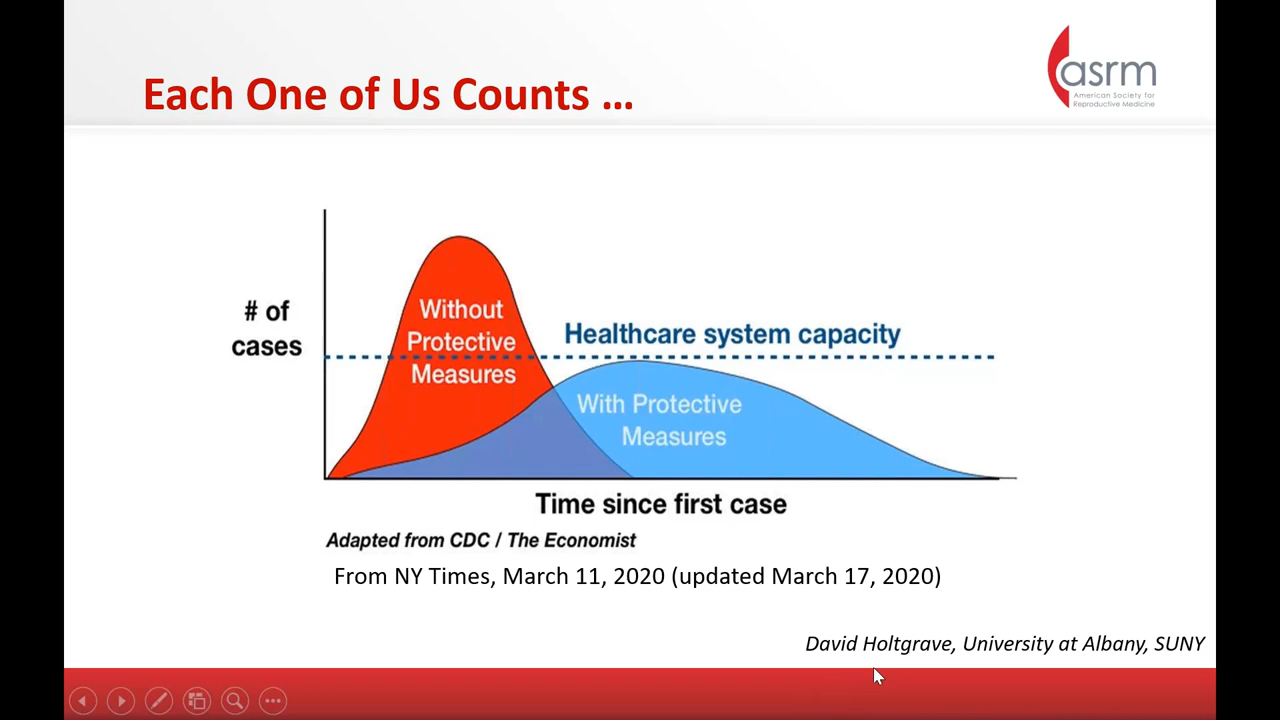 Each One of Us Counts ...
asrm
American Society for
Reproductive Medicine
# of
cases
Without
Protective
Measures
Healthcare system capacity
With Protective
Measures
Time since first case
Adapted from CDC / The Economist
From NY Times, March 11, 2020 (updated March 17, 2020)
David Holtgrave, University at Albany, SUNY